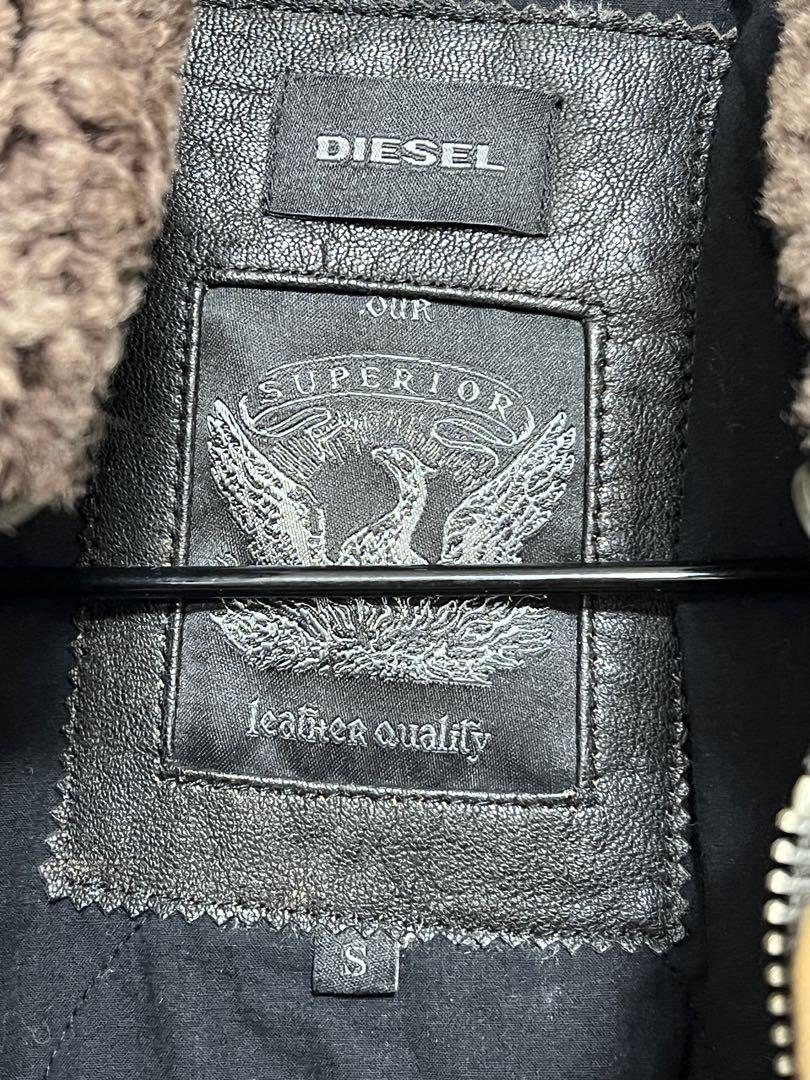 DIESEL
OUR
SUPERIOR
leather quality
S